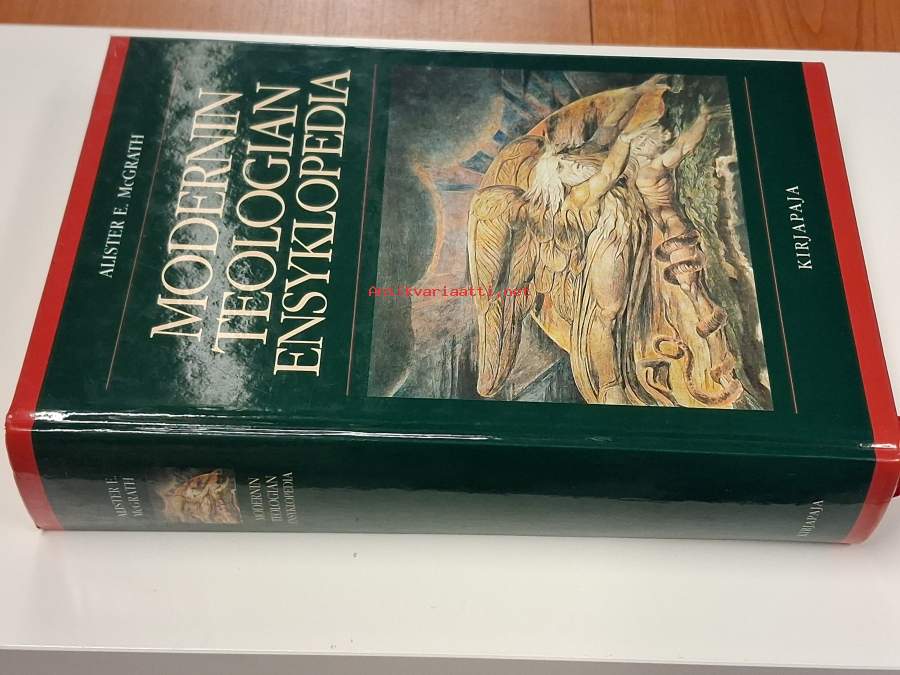 ALISTER E. McGRATH
MODERNIN
TEOLOGIAN
ENSYKLOPEDIA
KIRJAPAJA
ALISTER E.
McGRATH
MODERNIN
TEOLOGIAN
ENSYKLOPEDIA
KIRJAPAJA
Antikvariaatti.net